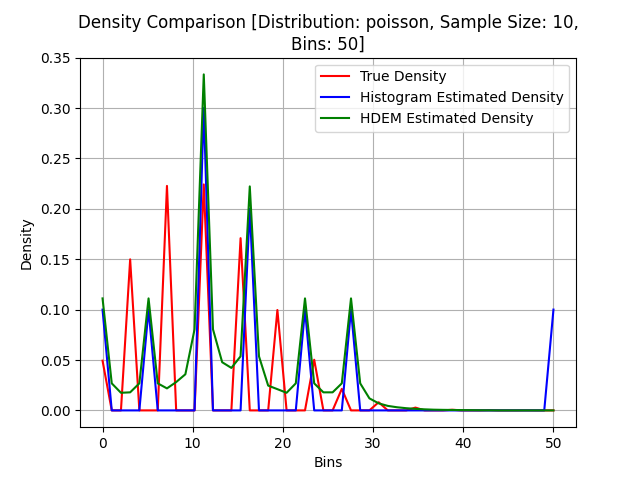 Density Comparison [Distribution: poisson, Sample Size: 10,
Bins: 50]
True Density
Histogram Estimated Density
HDEM Estimated Density
Density
0.35
0.30
0.25
0.20
0.15
0.10
0.05
0.00
0 10 20 30 40 50
Bins